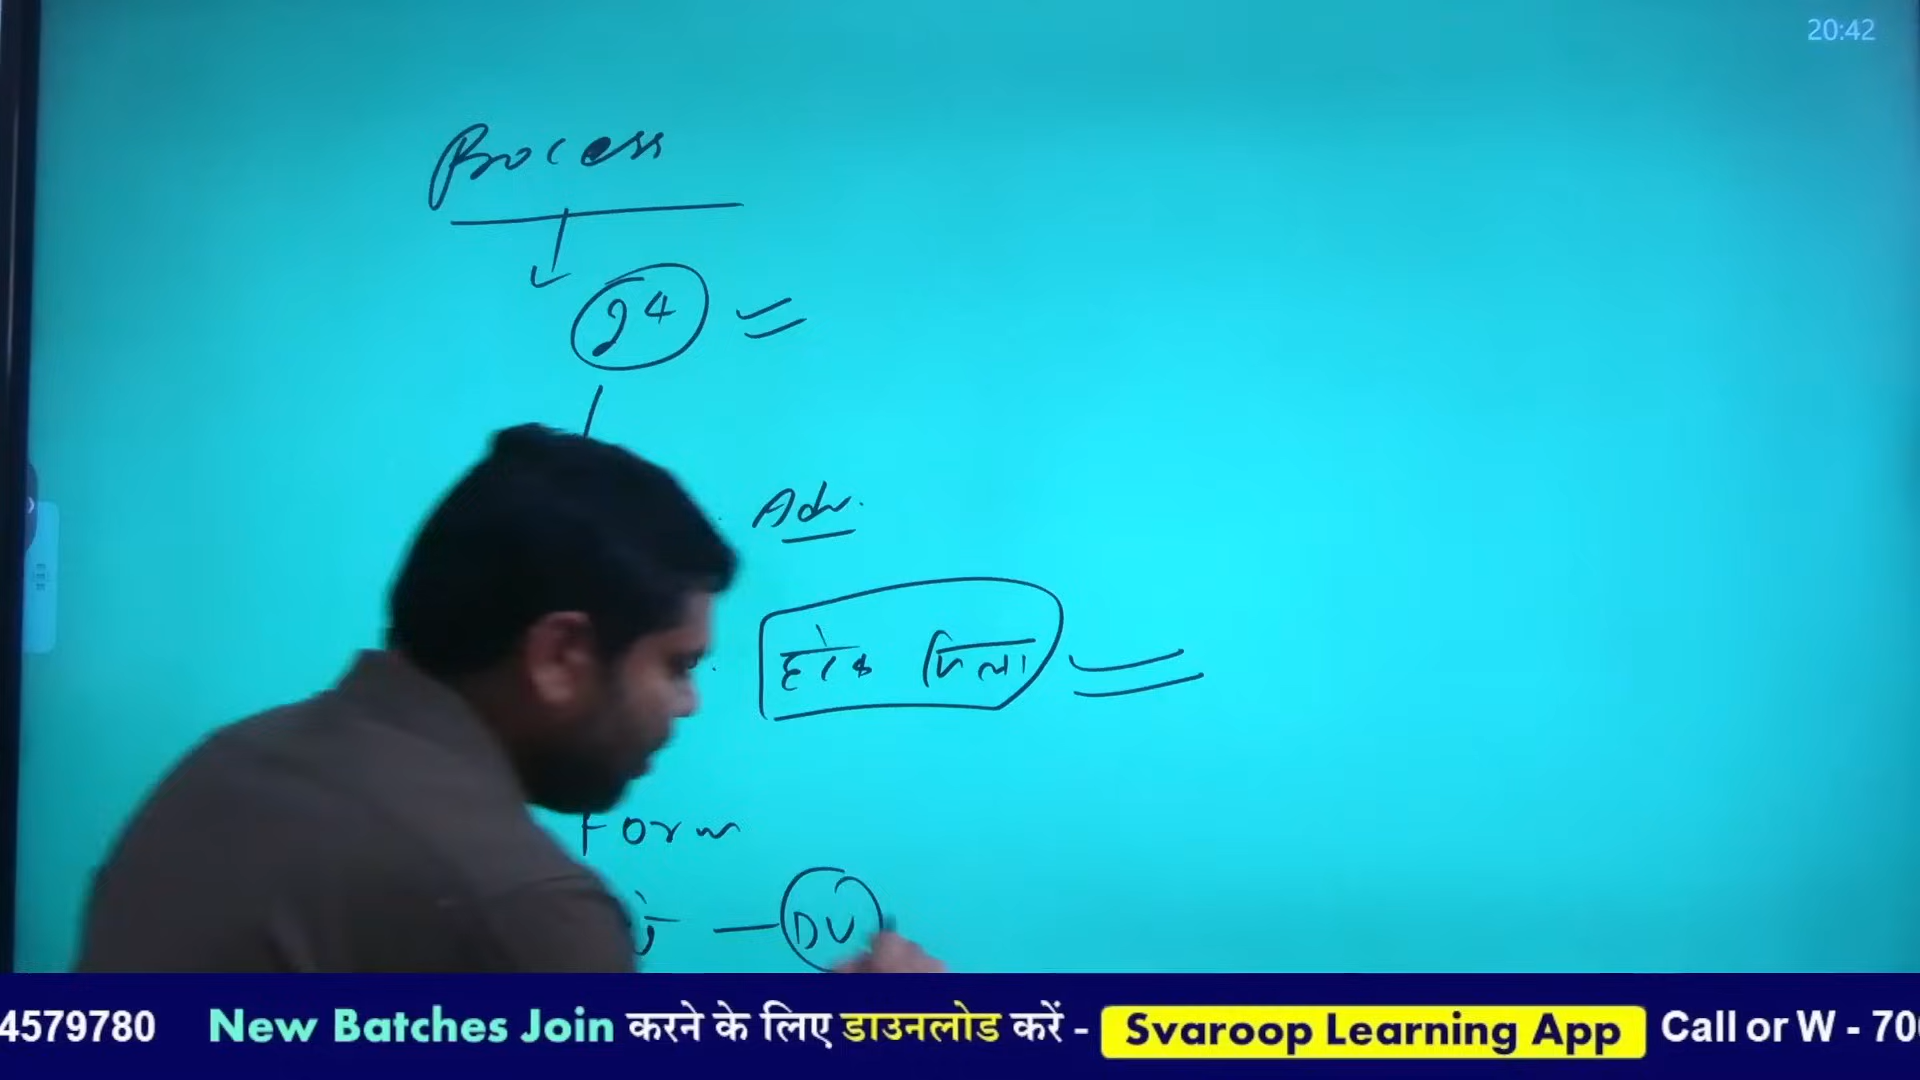 20:42
Process
24
Adv.
हरेक जिला
Form
DV
4579780 New Batches Join करने के लिए डाउनलोड करें - Svaroop Learning App Call or W - 70